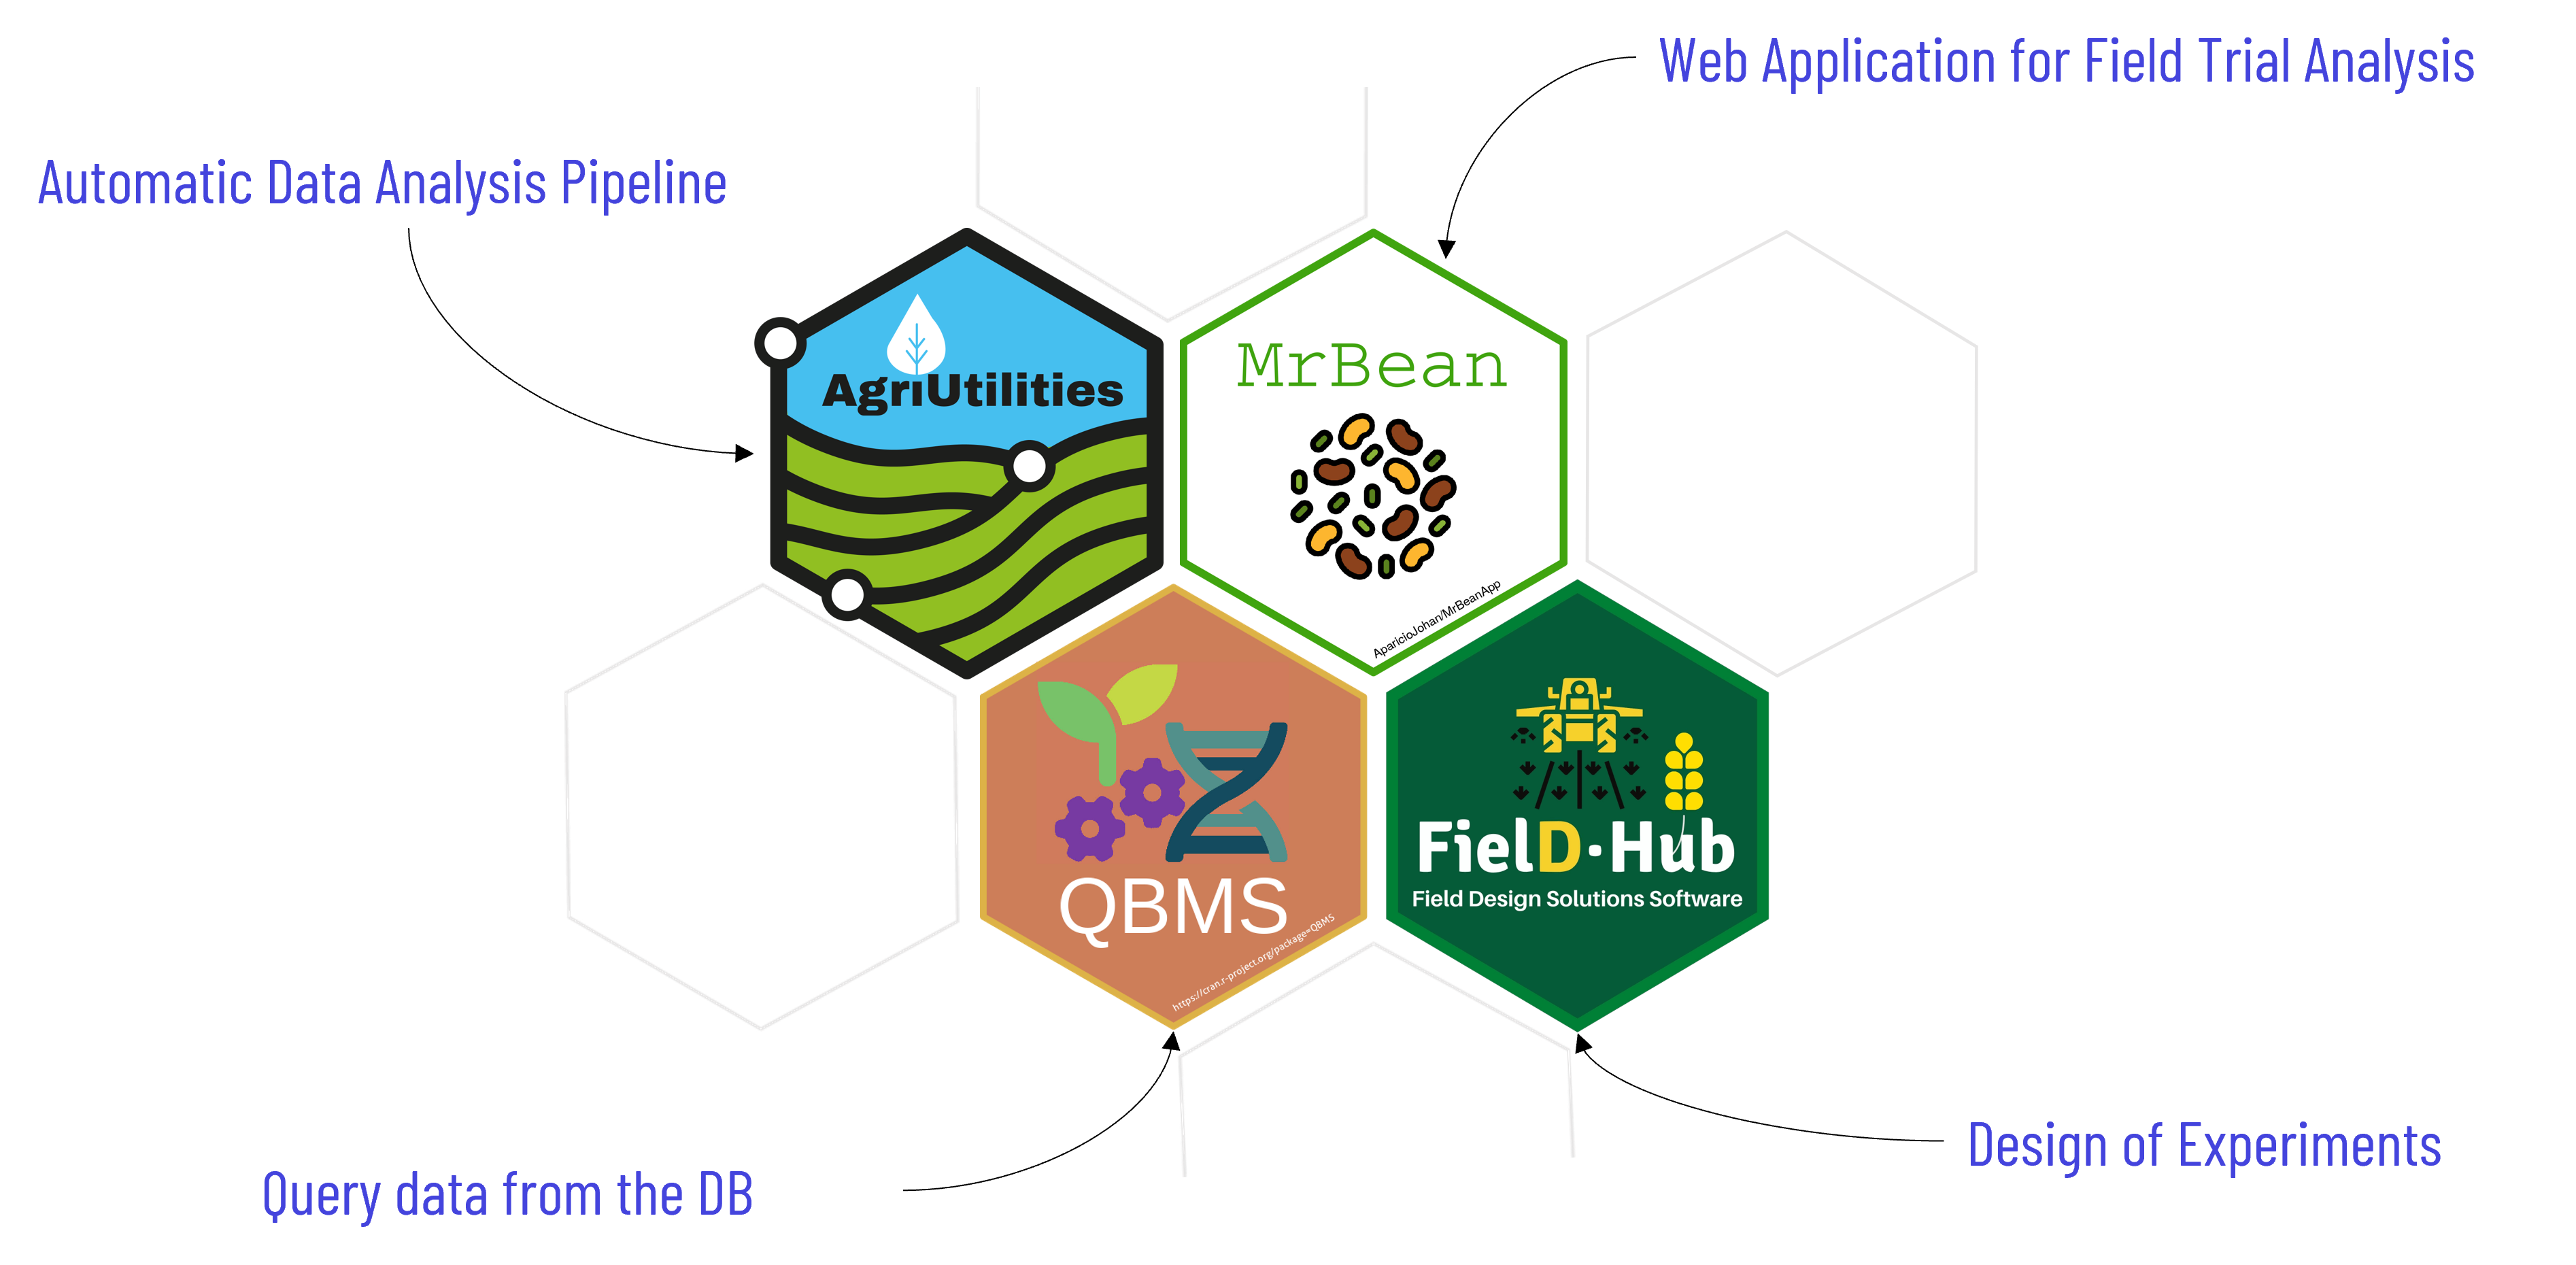 Web Application for Field Trial Analysis
Automatic Data Analysis Pipeline
AgriUtilities
MrBean
AparicioJohan/MrBeanApp
QBMS
https://cran.r-project.org/package=QBMS
FielD·Hub
Field Design Solutions Software
Design of Experiments
Query data from the DB